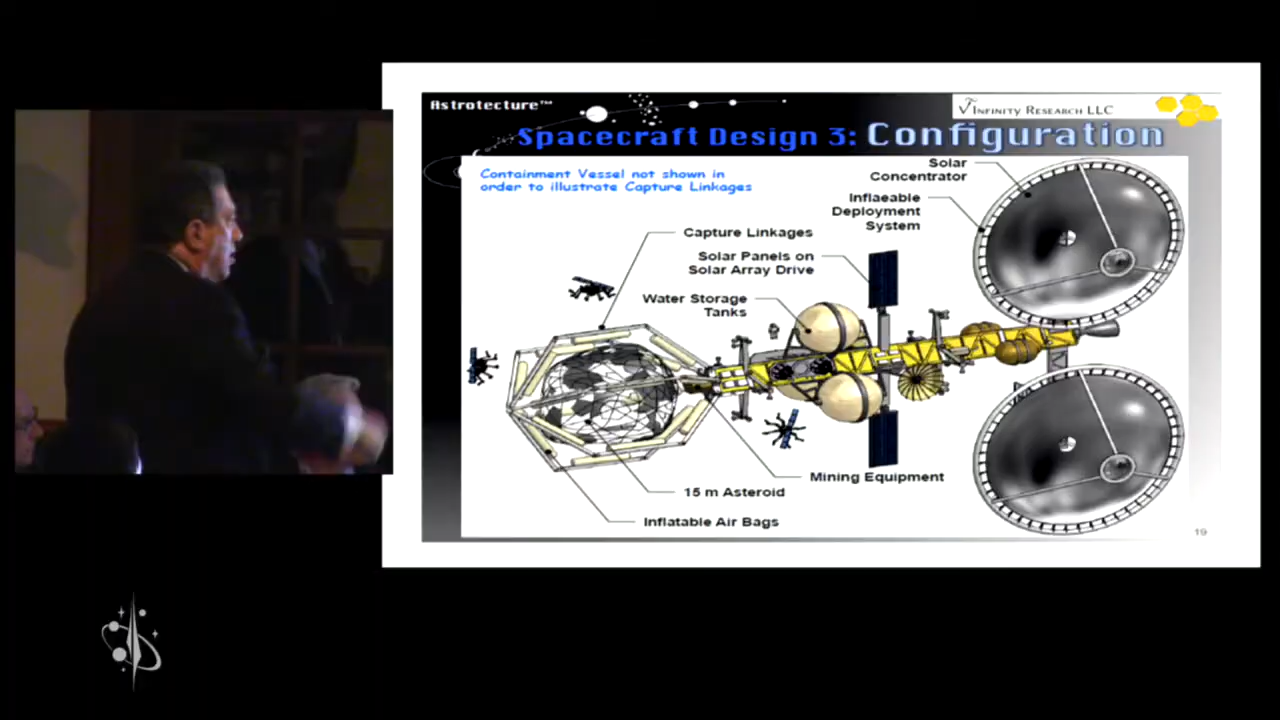 Astrotecture™
INFINITY RESEARCH LLC
Spacecraft Design 3: Configuration
Containment Vessel not shown in
order to illustrate Capture Linkages
Solar
Concentrator
Inflaeable
Deployment
System
Capture Linkages
Solar Panels on
Solar Array Drive
Water Storage
Tanks
Mining Equipment
15 m Asteroid
Inflatable Air Bags
19